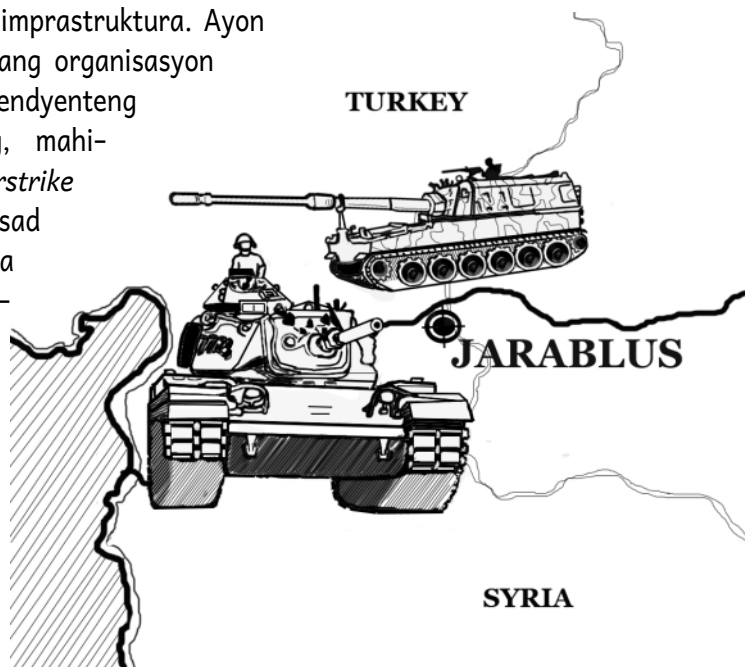 imprastruktura. Ayon
ang organisasyon
endyenteng
, mahi-
rstrike
sad
a
-
TURKEY
JARABLUS
SYRIA